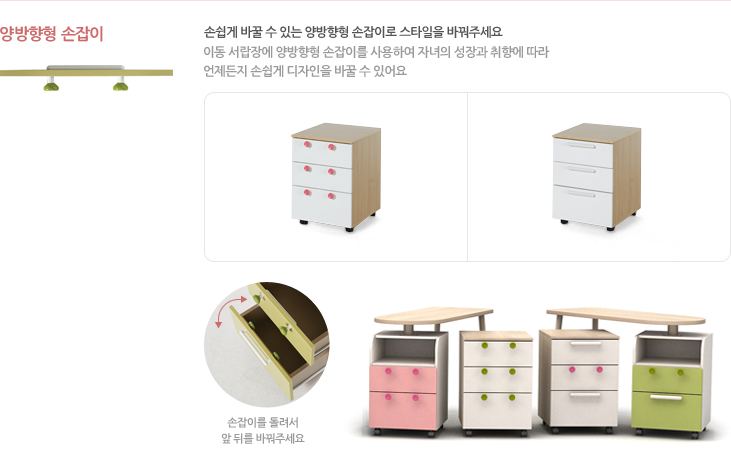 양방향형 손잡이
손쉽게 바꿀 수 있는 양방향형 손잡이로 스타일을 바꿔주세요
이동 서랍장에 양방향형 손잡이를 사용하여 자녀의 성장과 취향에 따라
언제든지 손쉽게 디자인을 바꿀 수 있어요
손잡이를 돌려서
앞 뒤를 바꿔주세요